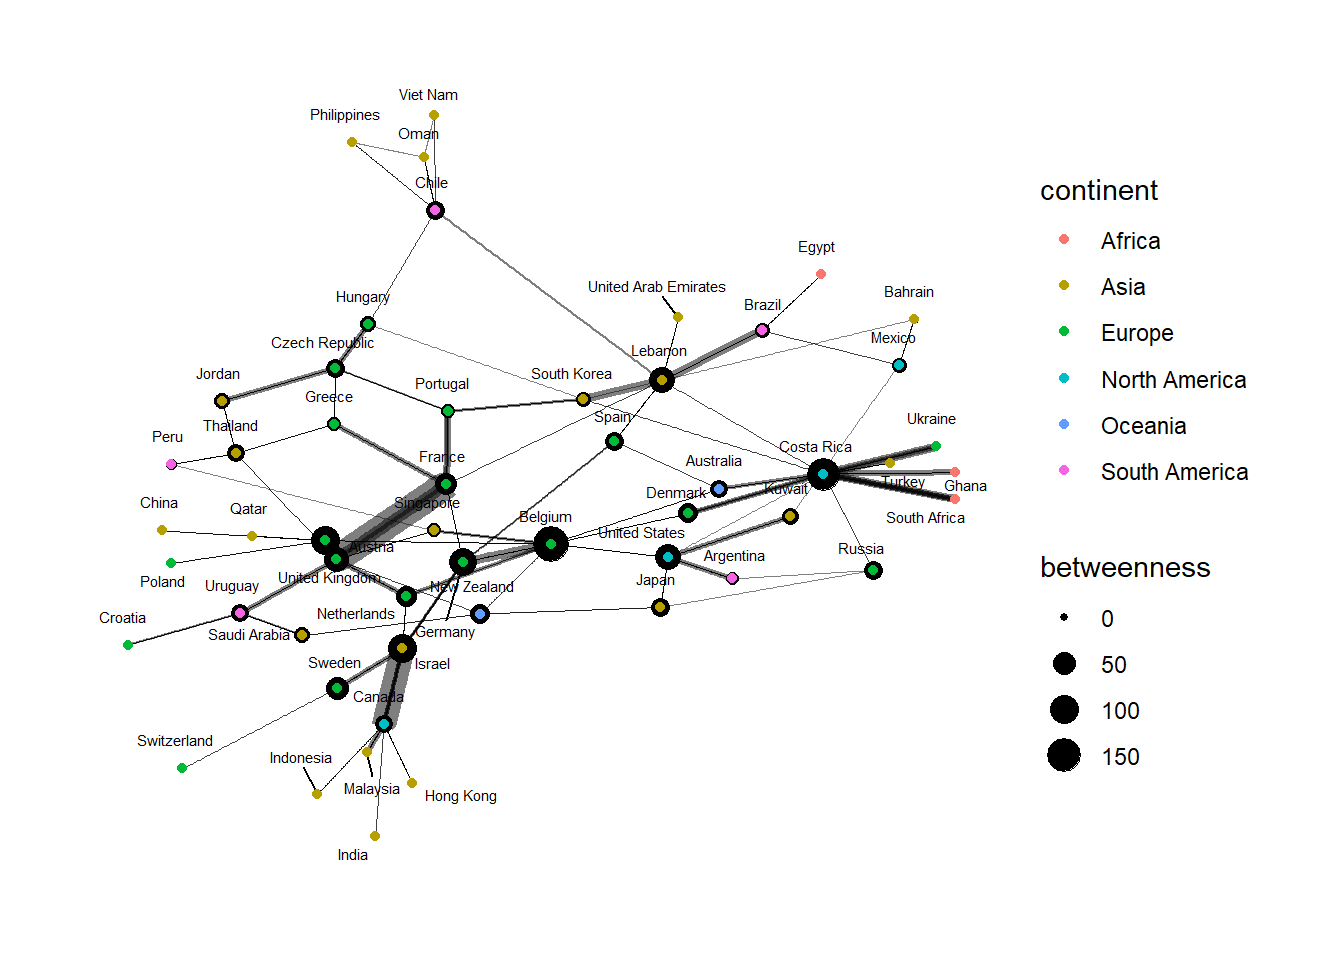 Viet Nam
Philippines
Oman
Chile
Egypt
United Arab Emirates
Bahrain
Hungary
Brazil
Mexico
Czech Republic
Lebanon
Jordan
South Korea
Portugal
Greece
Spain
Ukraine
Thailand
Peru
Costa Rica
France
Australia
Turkey
Ghana
Kuwait
Denmark
Singapore
China
Qatar
Belgium
South Africa
United States
Austria
Russia
Argentina
Poland
United Kingdom
Uruguay
New Zealand
Japan
Croatia
Netherlands
Saudi Arabia
Germany
Sweden
Israel
Canada
Switzerland
Indonesia
Malaysia
Hong Kong
India
continent
Africa
Asia
Europe
North America
Oceania
South America
betweenness
0
50
100
150